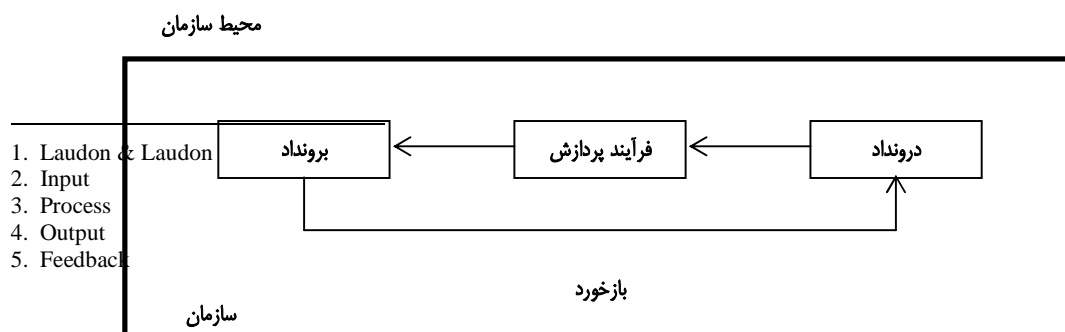 محیط سازمان
درونداد
فرآیند پردازش
برونداد
بازخورد
سازمان
1. Laudon & Laudon
2. Input
3. Process
4. Output
5. Feedback